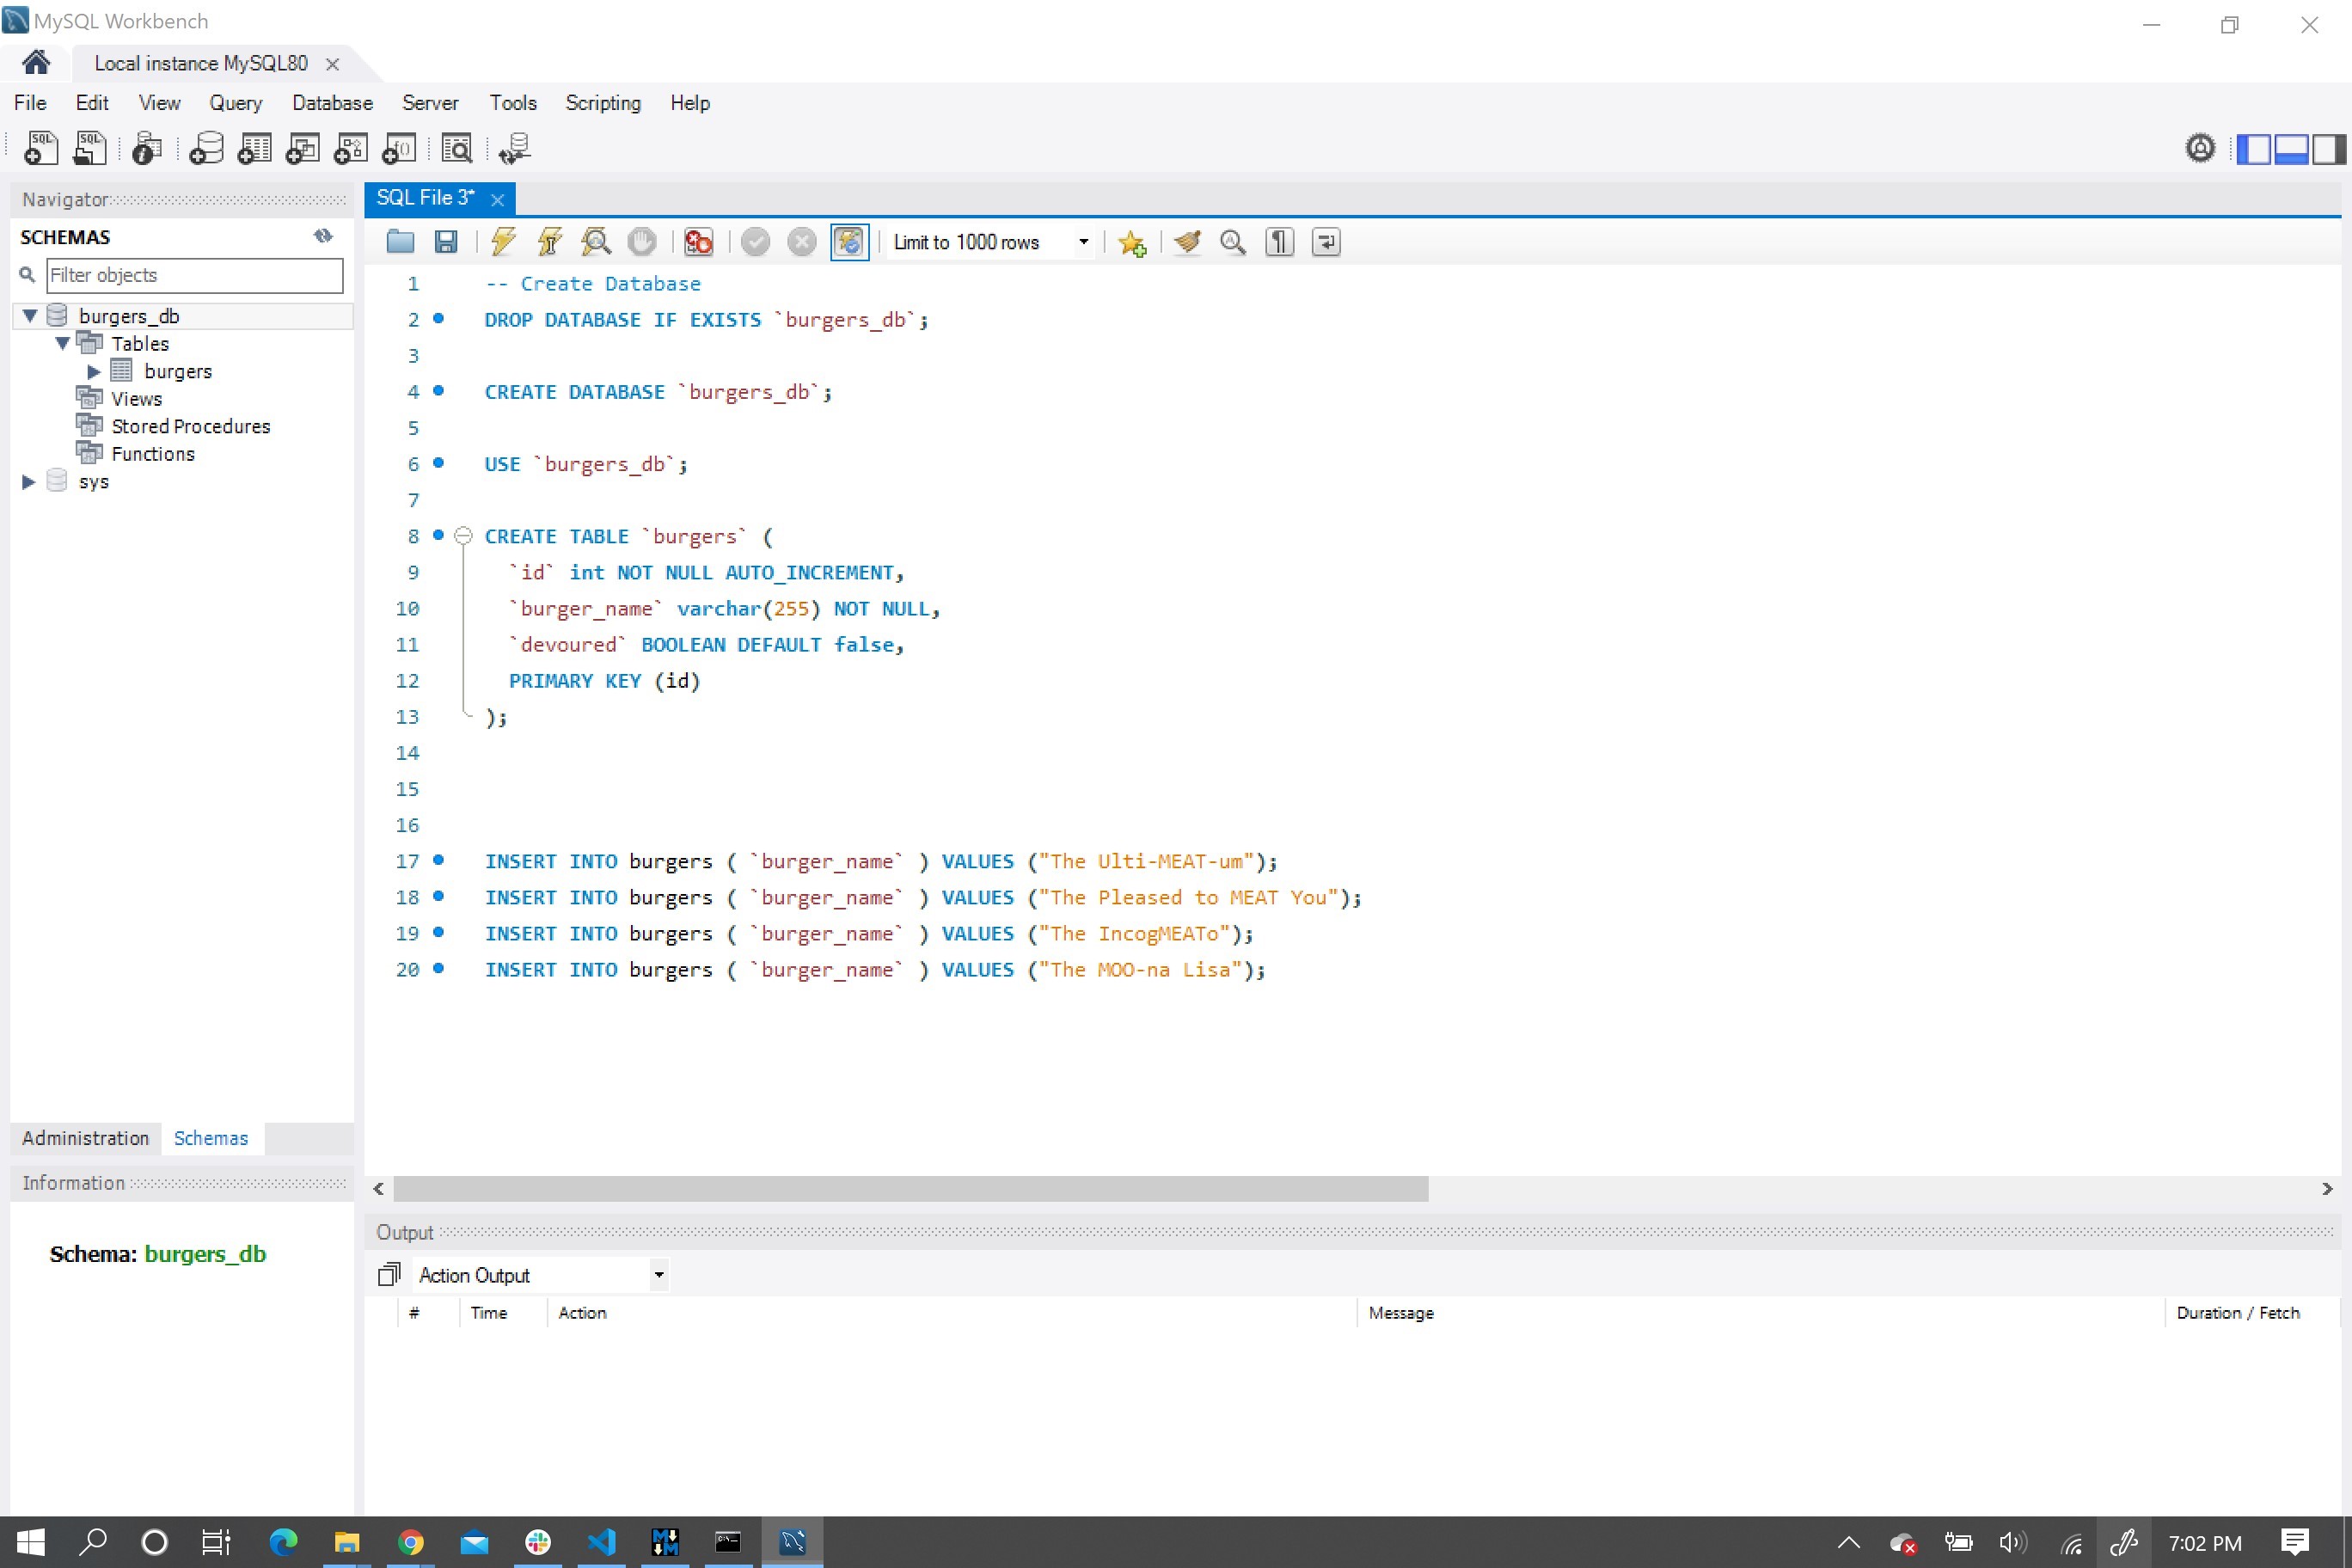 MySQL Workbench
Local instance MySQL80
File Edit View Query Database Server Tools Scripting Help
Navigator
SQL File 3*
SCHEMAS
Limit to 1000 rows
Filter objects
burgers_db
Tables
burgers
Views
Stored Procedures
Functions
sys
1 -- Create Database
2 DROP DATABASE IF EXISTS `burgers_db`;
3
4 CREATE DATABASE `burgers_db`;
5
6 USE `burgers_db`;
7
8 CREATE TABLE `burgers` (
9 `id` int NOT NULL AUTO_INCREMENT,
10 `burger_name` varchar(255) NOT NULL,
11 `devoured` BOOLEAN DEFAULT false,
12 PRIMARY KEY (id)
13 );
14
15
16
17 INSERT INTO burgers ( `burger_name` ) VALUES ("The Ulti-MEAT-um");
18 INSERT INTO burgers ( `burger_name` ) VALUES ("The Pleased to MEAT You");
19 INSERT INTO burgers ( `burger_name` ) VALUES ("The IncogMEATo");
20 INSERT INTO burgers ( `burger_name` ) VALUES ("The MOO-na Lisa");
Administration Schemas
Information
Schema: burgers_db
Output
Action Output
# Time Action Message Duration / Fetch
7:02 PM